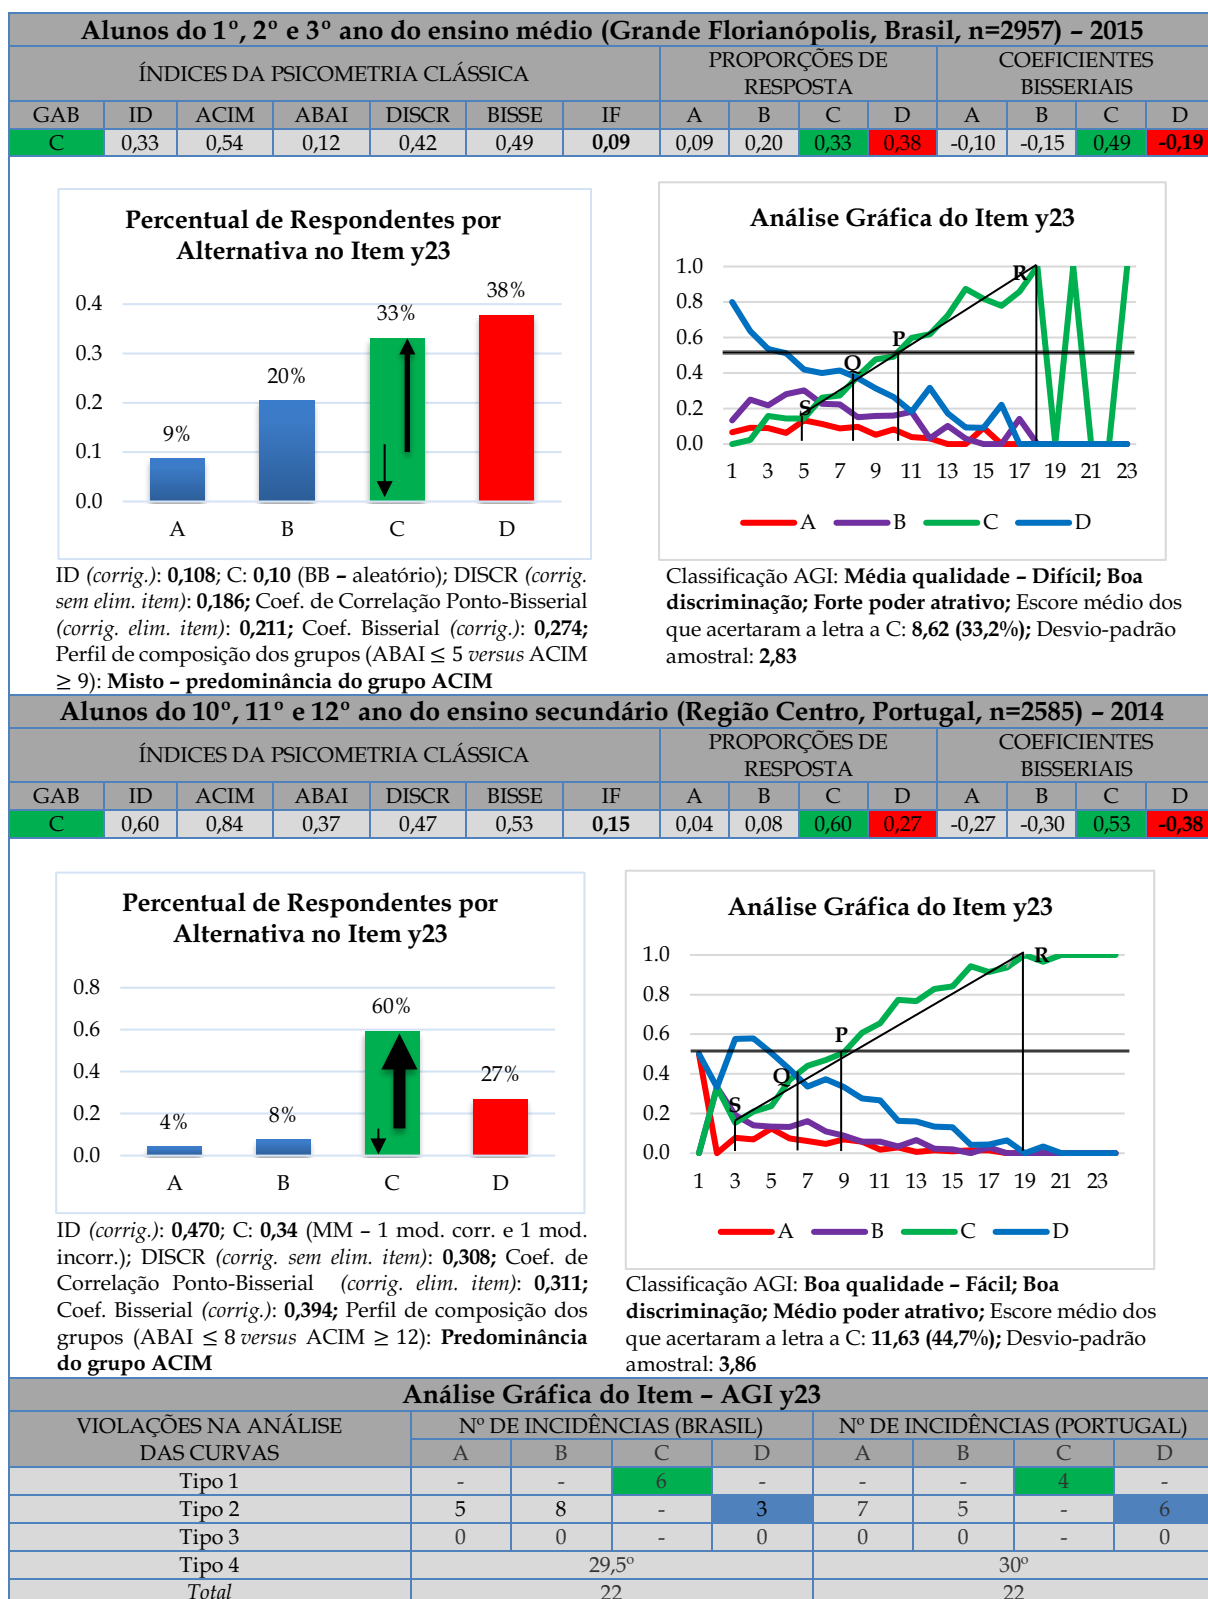 Alunos do 1º, 2º e 3º ano do ensino médio (Grande Florianópolis, Brasil, n=2957) – 2015
ÍNDICES DA PSICOMETRIA CLÁSSICA
PROPORÇÕES DE RESPOSTA
COEFICIENTES BISSERIAIS
GAB ID ACIM ABAI DISCR BISSE IF A B C D A B C D
C 0,33 0,54 0,12 0,42 0,49 0,09 0,09 0,20 0,33 0,38 -0,10 -0,15 0,49 -0,19
Percentual de Respondentes por
Alternativa no Item y23
0.4
0.3
0.2
0.1
0.0
9%
20%
33%
38%
A B C D
Análise Gráfica do Item y23
1.0
0.8
0.6
0.4
0.2
0.0
S
Q
P
R
1 3 5 7 9 11 13 15 17 19 21 23
A B C D
ID (corrig.): 0,108; C: 0,10 (BB – aleatório); DISCR (corrig.
sem elim. item): 0,186; Coef. de Correlação Ponto-Bisserial
(corrig. elim. item): 0,211; Coef. Bisserial (corrig.): 0,274;
Perfil de composição dos grupos (ABAI ≤ 5 versus ACIM
≥ 9): Misto – predominância do grupo ACIM
Classificação AGI: Média qualidade – Difícil; Boa
discriminação; Forte poder atrativo; Escore médio dos
que acertaram a letra a C: 8,62 (33,2%); Desvio-padrão
amostral: 2,83
Alunos do 10º, 11º e 12º ano do ensino secundário (Região Centro, Portugal, n=2585) – 2014
ÍNDICES DA PSICOMETRIA CLÁSSICA
PROPORÇÕES DE RESPOSTA
COEFICIENTES BISSERIAIS
GAB ID ACIM ABAI DISCR BISSE IF A B C D A B C D
C 0,60 0,84 0,37 0,47 0,53 0,15 0,04 0,08 0,60 0,27 -0,27 -0,30 0,53 -0,38
Percentual de Respondentes por
Alternativa no Item y23
0.8
0.6
0.4
0.2
0.0
4%
8%
60%
27%
A B C D
Análise Gráfica do Item y23
1.0
0.8
0.6
0.4
0.2
0.0
S
Q
P
R
1 3 5 7 9 11 13 15 17 19 21 23
A B C D
ID (corrig.): 0,470; C: 0,34 (MM – 1 mod. corr. e 1 mod.
incorr.); DISCR (corrig. sem elim. item): 0,308; Coef. de
Correlação Ponto-Bisserial (corrig. elim. item): 0,311;
Coef. Bisserial (corrig.): 0,394; Perfil de composição dos
grupos (ABAI ≤ 8 versus ACIM ≥ 12): Predominância
do grupo ACIM
Classificação AGI: Boa qualidade – Fácil; Boa
discriminação; Médio poder atrativo; Escore médio dos
que acertaram a letra a C: 11,63 (44,7%); Desvio-padrão
amostral: 3,86
Análise Gráfica do Item – AGI y23
VIOLAÇÕES NA ANÁLISE DAS CURVAS
Nº DE INCIDÊNCIAS (BRASIL)
Nº DE INCIDÊNCIAS (PORTUGAL)
A B C D A B C D
Tipo 1 - - 6 - - - 4 -
Tipo 2 5 8 - 3 7 5 - 6
Tipo 3 0 0 - 0 0 0 - 0
Tipo 4 29,5º 30º
Total 22 22